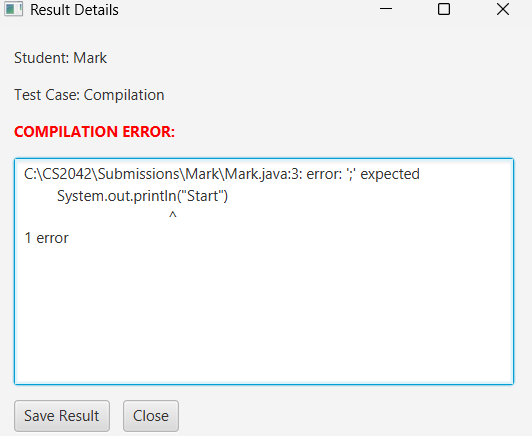 Result Details
Student: Mark
Test Case: Compilation
COMPILATION ERROR:
C:\CS2042\Submissions\Mark\Mark.java:3: error: ';' expected
System.out.println("Start")
^
1 error
Save Result
Close